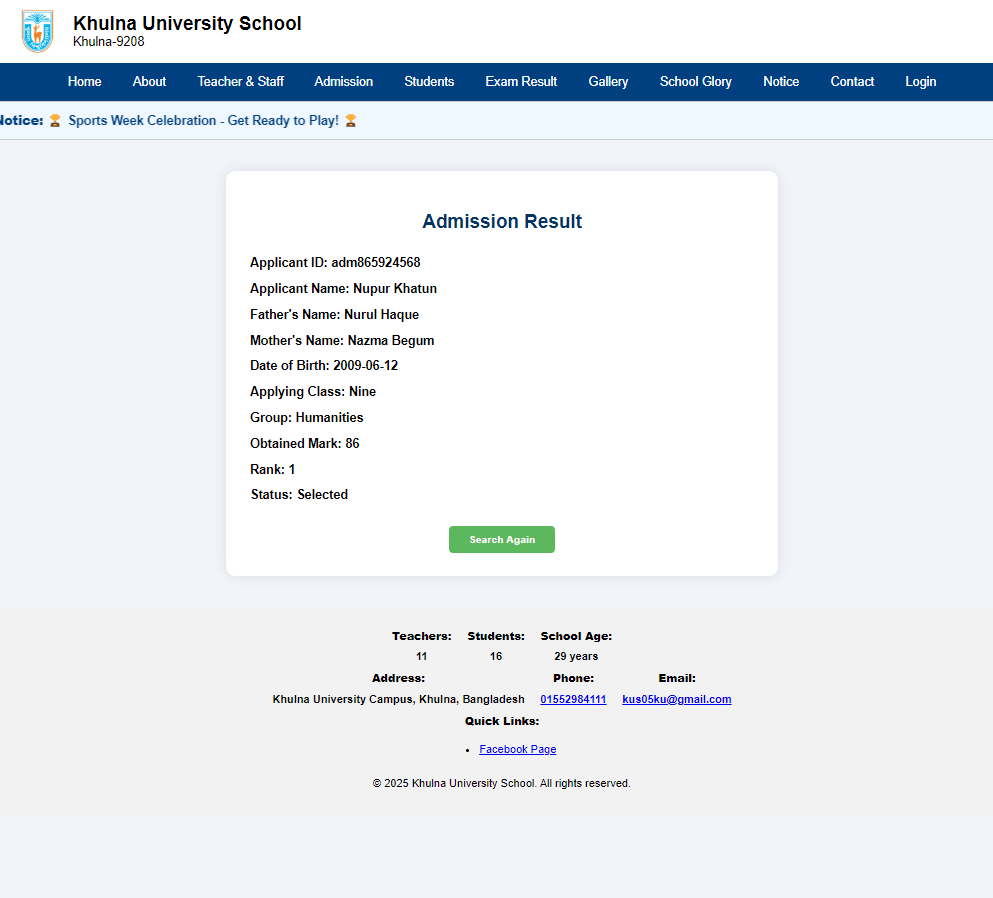 Khulna University School
Khulna-9208
Home About Teacher & Staff Admission Students Exam Result Gallery School Glory Notice Contact Login
Notice: 🏆 Sports Week Celebration - Get Ready to Play! 🏆
Admission Result
Applicant ID: adm865924568
Applicant Name: Nupur Khatun
Father's Name: Nurul Haque
Mother's Name: Nazma Begum
Date of Birth: 2009-06-12
Applying Class: Nine
Group: Humanities
Obtained Mark: 86
Rank: 1
Status: Selected
Search Again
Teachers: Students: School Age:
11 16 29 years
Address: Phone: Email:
Khulna University Campus, Khulna, Bangladesh 01552984111 kus05ku@gmail.com
Quick Links:
• Facebook Page
© 2025 Khulna University School. All rights reserved.